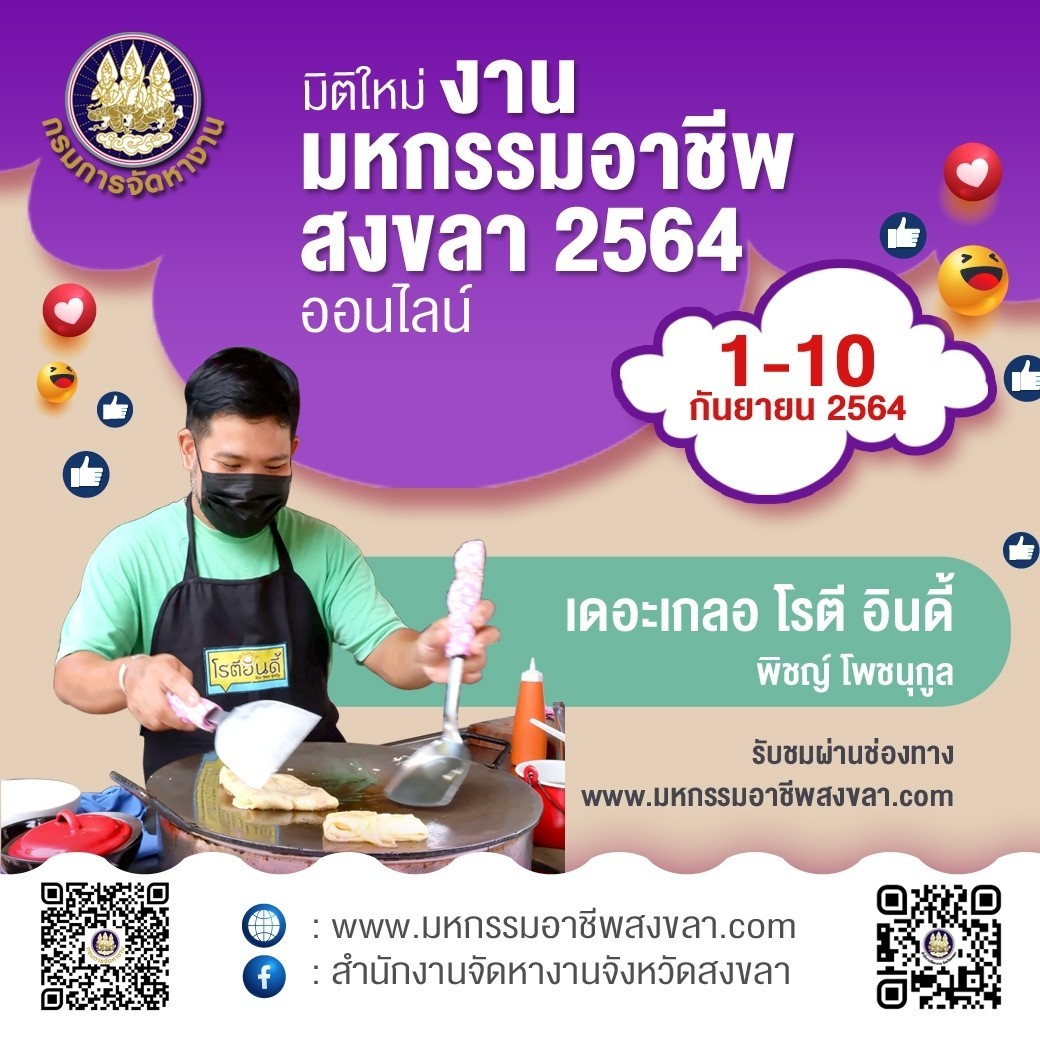 กรมการจัดหางาน
มิติใหม่ งาน
มหกรรมอาชีพ
สงขลา 2564
ออนไลน์
1-10
กันยายน 2564
เดอะเกลอ โรตี อินดี้
พิชญ์ โพชนุกูล
โรตีอินดี้
รับชมผ่านช่องทาง
www.มหกรรมอาชีพสงขลา.com
: www.มหกรรมอาชีพสงขลา.com
: สำนักงานจัดหางานจังหวัดสงขลา